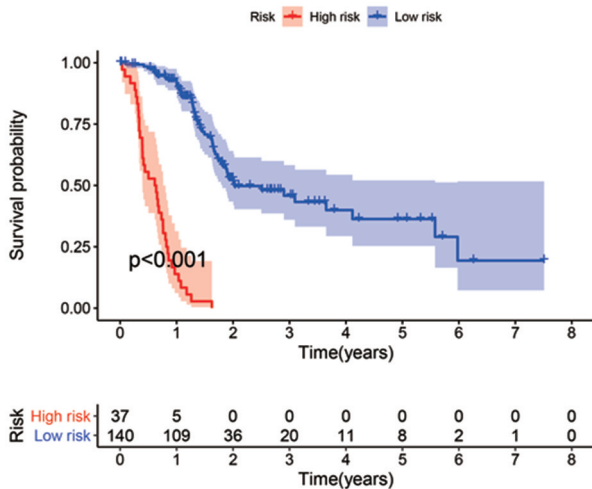 Risk High risk Low risk
Survival probability
1.00
0.75
0.50
0.25
0.00
p<0.001
0 1 2 3 4 5 6 7 8
Time(years)
Risk
High risk 37 5 0 0 0 0 0 0 0
Low risk 140 109 36 20 11 8 2 1 0
0 1 2 3 4 5 6 7 8
Time(years)